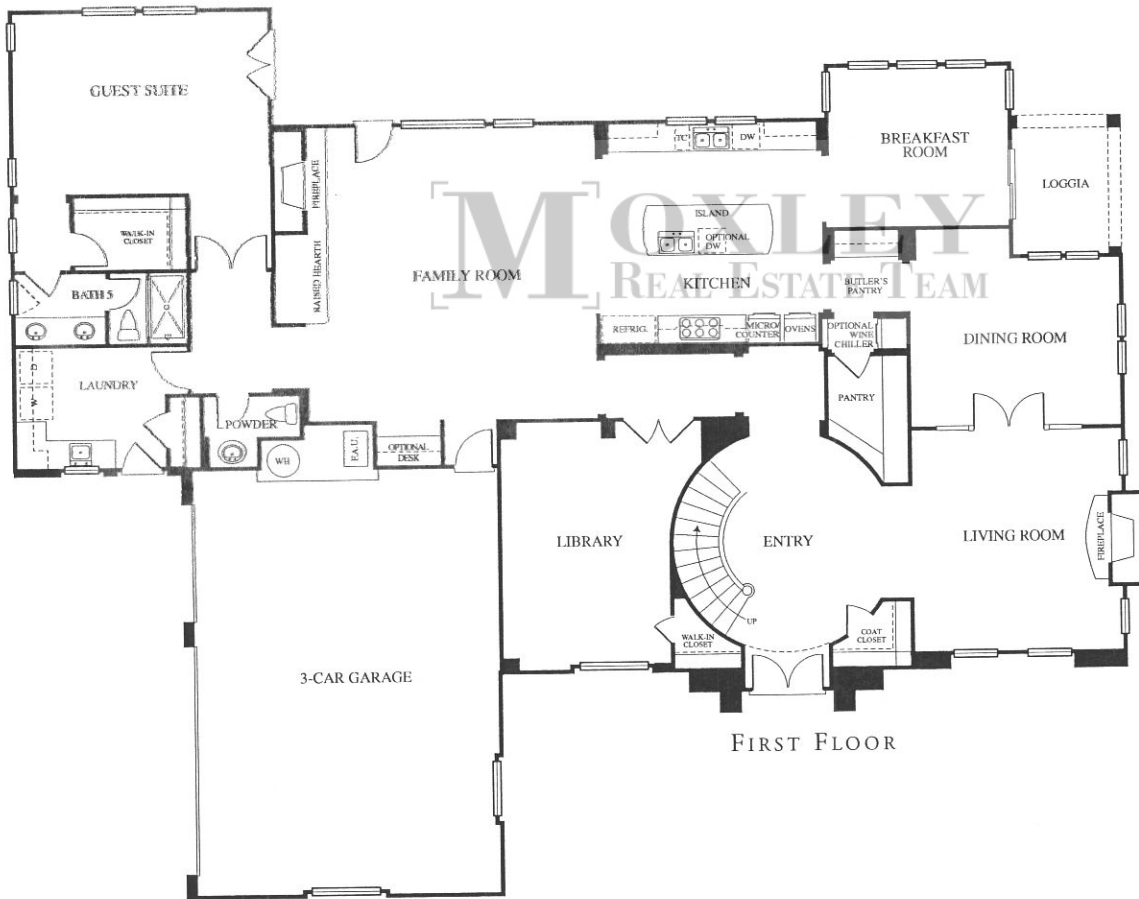 GUEST SUITE
WALK-IN
CLOSET
BATH 5
FIREPLACE
RAISED HEARTH
FAMILY ROOM
TC
DW
ISLAND
OPTIONAL
DW
KITCHEN
REFRIG.
MICRO/
COUNTER
OVENS
BREAKFAST
ROOM
LOGGIA
BUTLER'S
PANTRY
OPTIONAL
WINE
CHILLER
PANTRY
DINING ROOM
[M]OXLEY
REAL ESTATE TEAM
D
W
LAUNDRY
POWDER
WH
F.A.U.
OPTIONAL
DESK
LIBRARY
WALK-IN
CLOSET
ENTRY
UP
COAT
CLOSET
LIVING ROOM
FIREPLACE
3-CAR GARAGE
FIRST FLOOR